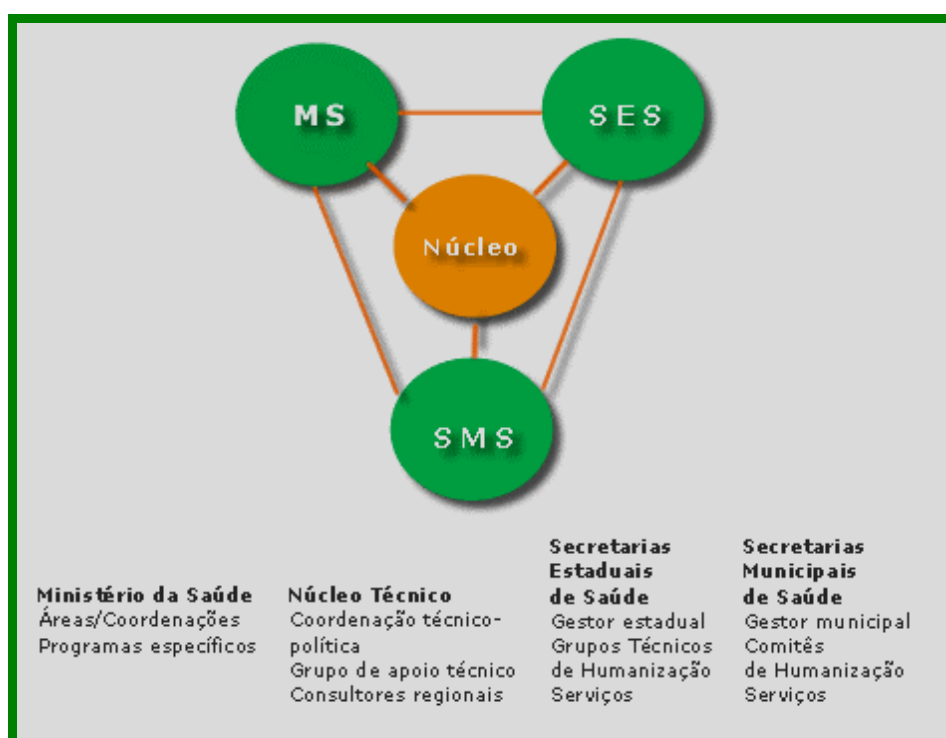 MS
SES
Núcleo
SMS
Ministério da Saúde
Áreas/Coordenações
Programas específicos
Núcleo Técnico
Coordenação técnico-
política
Grupo de apoio técnico
Consultores regionais
Secretarias
Estaduais
de Saúde
Gestor estadual
Grupos Técnicos
de Humanização
Serviços
Secretarias
Municipais
de Saúde
Gestor municipal
Comitês
de Humanização
Serviços